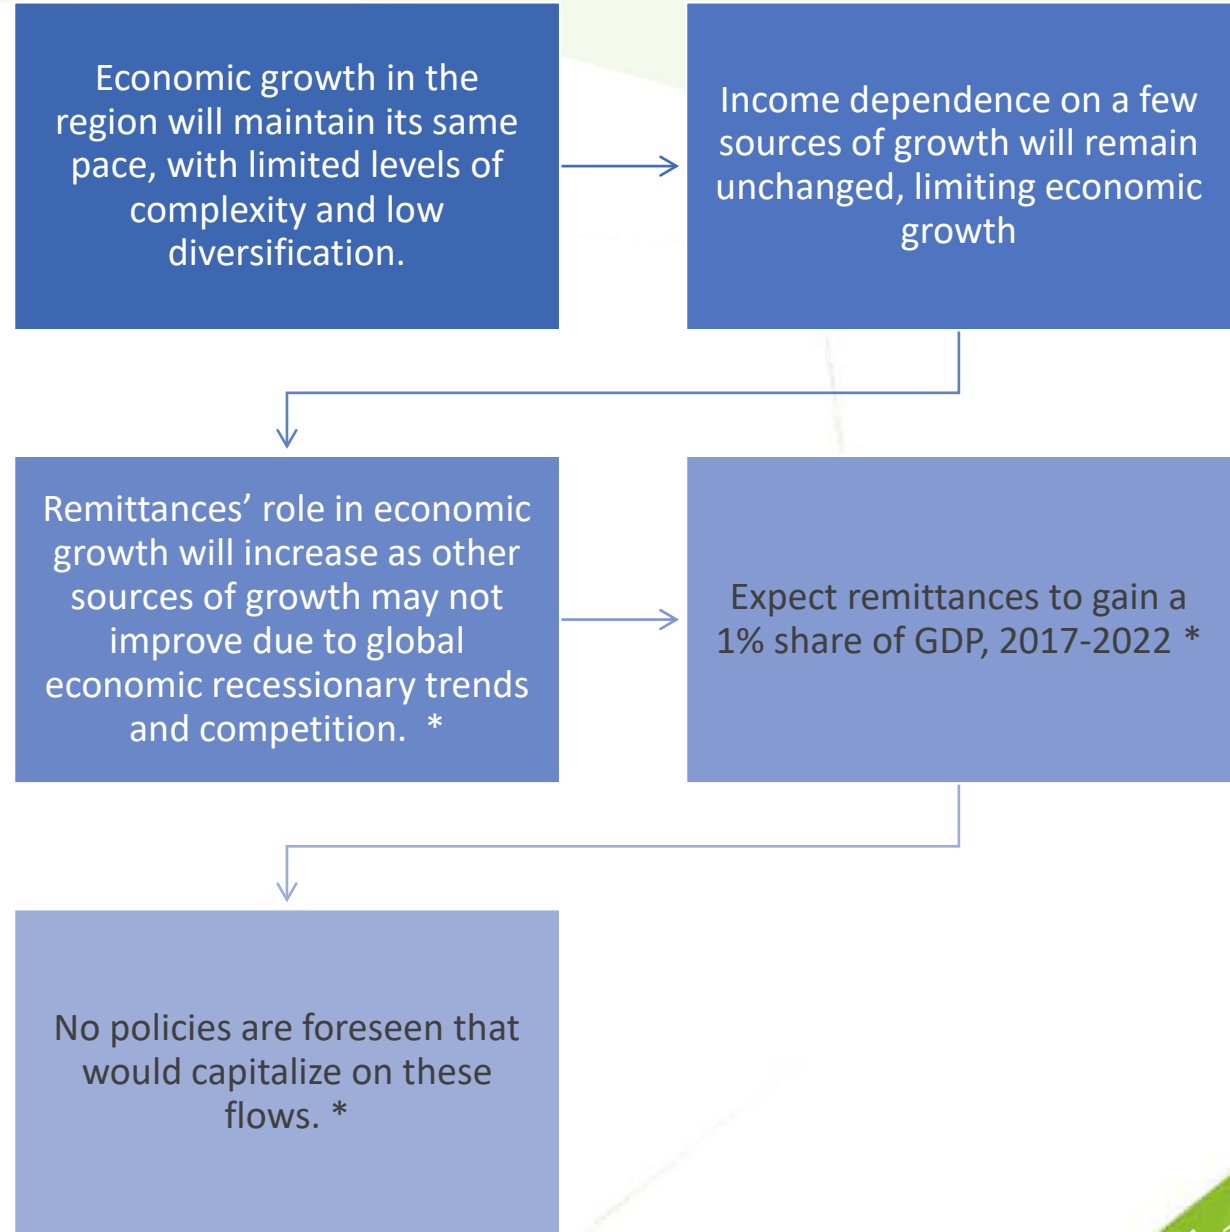 Economic growth in the
region will maintain its same
pace, with limited levels of
complexity and low
diversification.
Income dependence on a few
sources of growth will remain
unchanged, limiting economic
growth
Remittances’ role in economic
growth will increase as other
sources of growth may not
improve due to global
economic recessionary trends
and competition.  *
Expect remittances to gain a
1% share of GDP, 2017-2022 *
No policies are foreseen that
would capitalize on these
flows. *